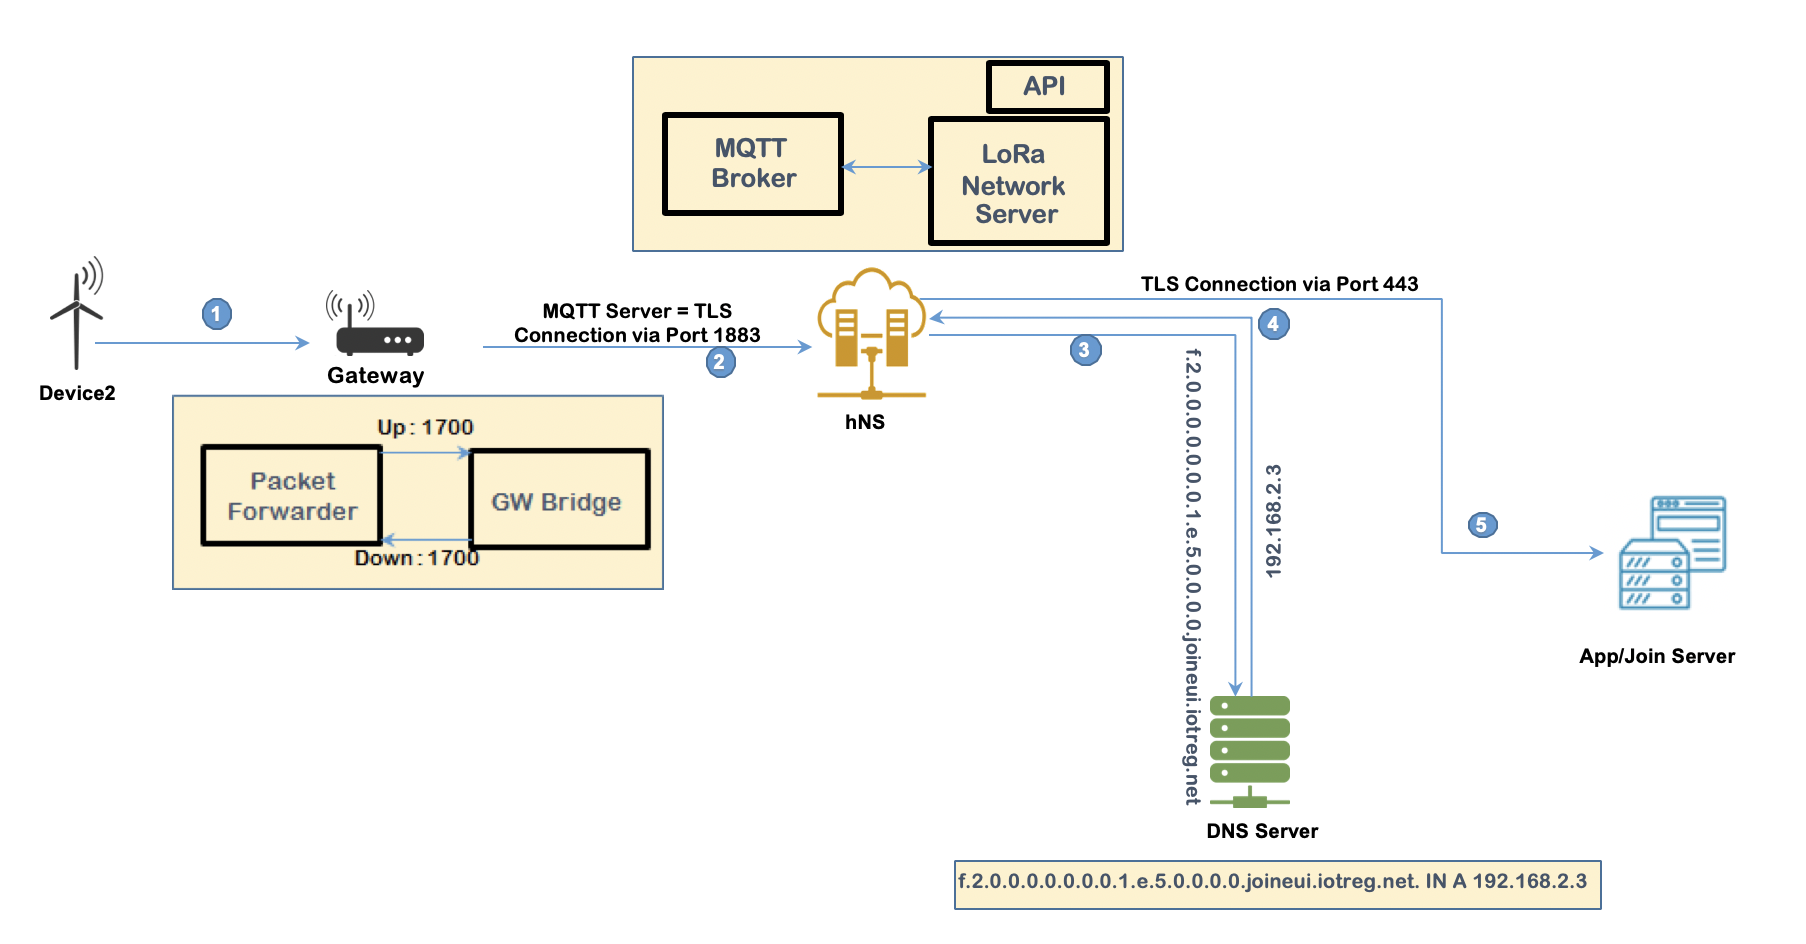 API
MQTT
Broker
LoRa
Network
Server
TLS Connection via Port 443
1
MQTT Server = TLS
Connection via Port 1883
2
3
4
Device2
Gateway
hNS
Up : 1700
Packet
Forwarder
GW Bridge
Down : 1700
f.2.0.0.0.0.0.0.0.1.e.5.0.0.0.0.joineui.iotreg.net
192.168.2.3
5
App/Join Server
DNS Server
f.2.0.0.0.0.0.0.0.1.e.5.0.0.0.0.joineui.iotreg.net. IN A 192.168.2.3